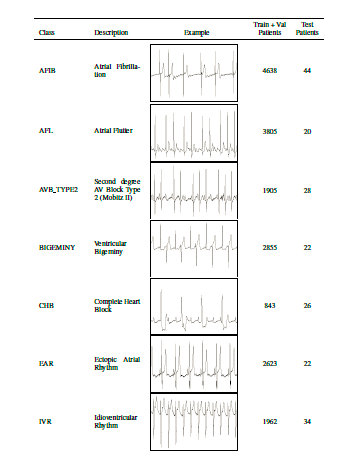 Class Description Example Train + Val Patients Test Patients
AFIB Atrial Fibrilla-
tion 4638 44
AFL Atrial Flutter 3805 20
AVB_TYPE2 Second degree
AV Block Type
2 (Mobitz II) 1905 28
BIGEMINY Ventricular
Bigeminy 2855 22
CHB Complete Heart
Block 843 26
EAR Ectopic Atrial
Rhythm 2623 22
IVR Idioventricular
Rhythm 1962 34